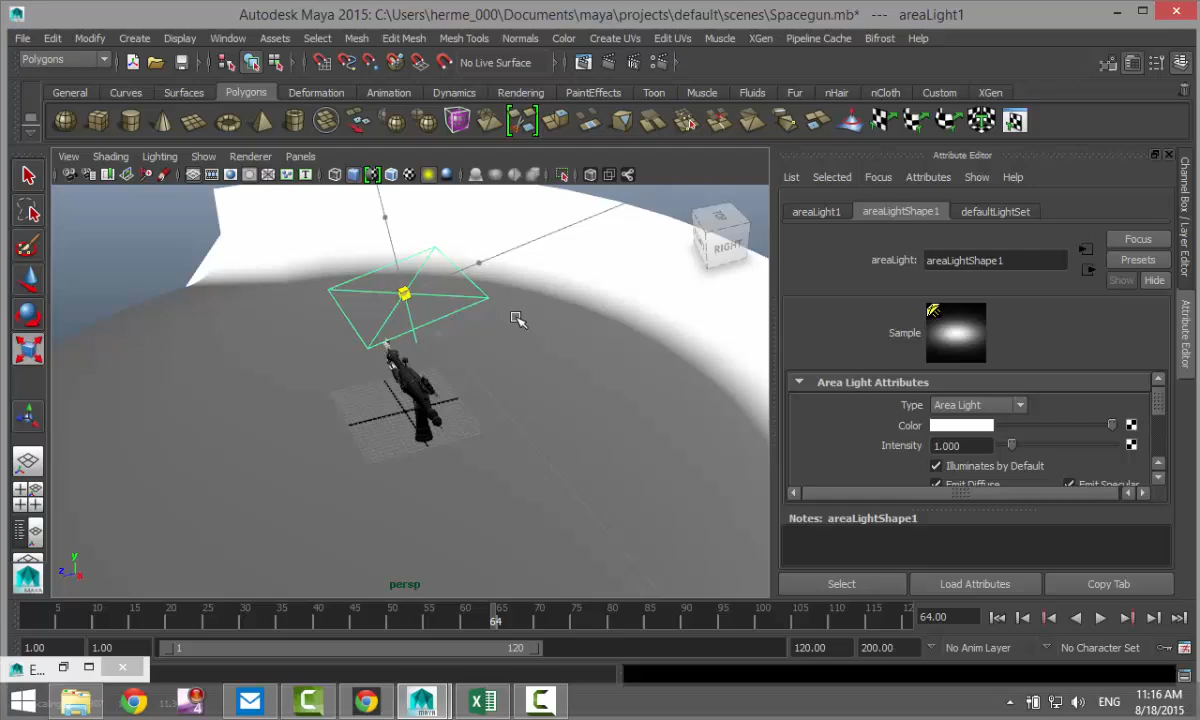 Autodesk Maya 2015: C:\Users\herme_000\Documents\maya\projects\default\scenes\Spacegun.mb* --- areaLight1
File Edit Modify Create Display Window Assets Select Mesh Edit Mesh Mesh Tools Normals Color Create UVs Edit UVs Muscle XGen Pipeline Cache Bifrost Help
Polygons No Live Surface
General Curves Surfaces Polygons Deformation Animation Dynamics Rendering PaintEffects Toon Muscle Fluids Fur nHair nCloth Custom XGen
View Shading Lighting Show Renderer Panels
Attribute Editor
List Selected Focus Attributes Show Help
areaLight1 areaLightShape1 defaultLightSet
RIGHT
Focus
areaLight: areaLightShape1
Presets
Show Hide
Sample
Area Light Attributes
Type Area Light
Color
Intensity 1.000
Illuminates by Default
Emit Diffuse Emit Specular
Notes: areaLightShape1
Select Load Attributes Copy Tab
Channel Box / Layer Editor
Attribute Editor
y
z x
persp
5 10 15 20 25 30 35 40 45 50 55 60 65 70 75 80 85 90 95 100 105 110 115 12
64
64.00
1.00 1.00 1 120 120.00 200.00 No Anim Layer No Character Set
E...
MAYA
ENG
11:16 AM
8/18/2015